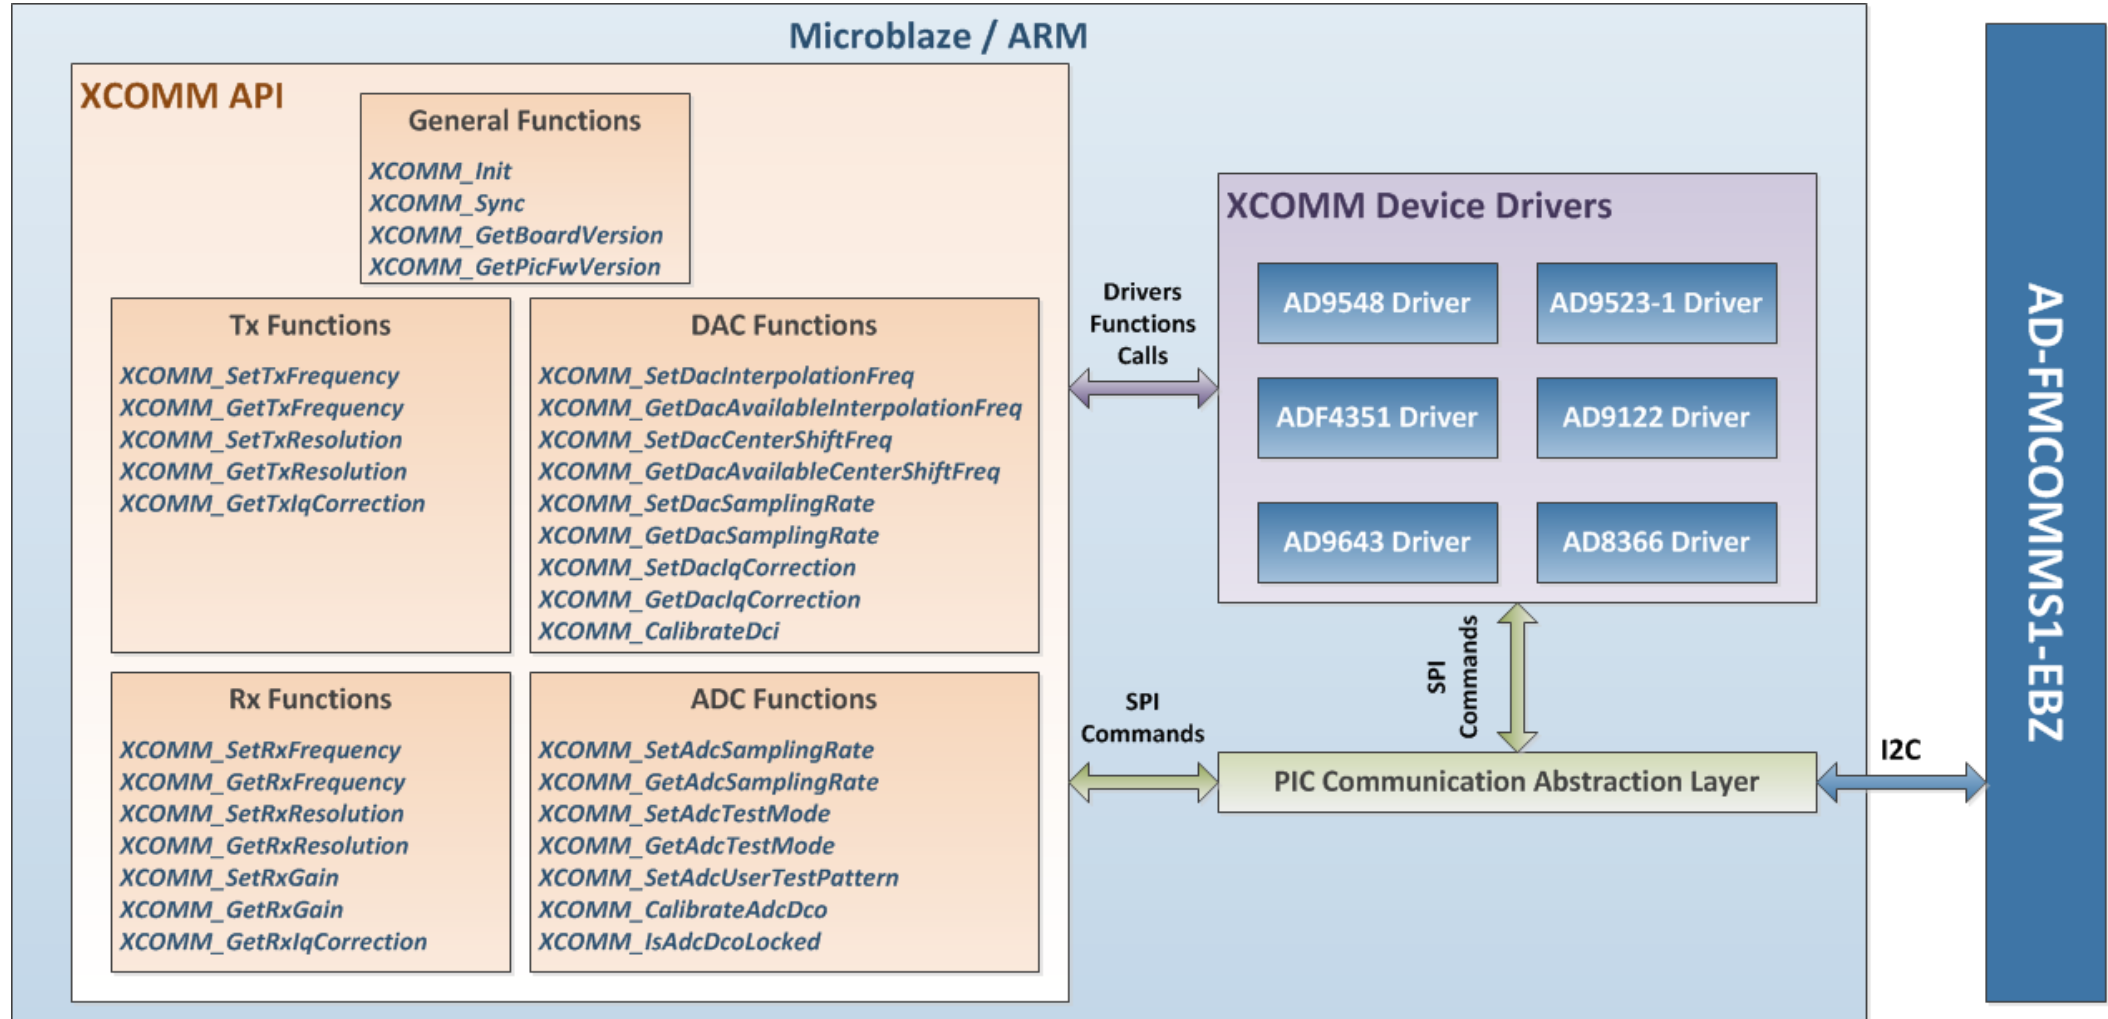 Microblaze / ARM
XCOMM API
General Functions
XCOMM_Init
XCOMM_Sync
XCOMM_GetBoardVersion
XCOMM_GetPicFwVersion
Tx Functions
XCOMM_SetTxFrequency
XCOMM_GetTxFrequency
XCOMM_SetTxResolution
XCOMM_GetTxResolution
XCOMM_GetTxIqCorrection
DAC Functions
XCOMM_SetDacInterpolationFreq
XCOMM_GetDacAvailableInterpolationFreq
XCOMM_SetDacCenterShiftFreq
XCOMM_GetDacAvailableCenterShiftFreq
XCOMM_SetDacSamplingRate
XCOMM_GetDacSamplingRate
XCOMM_SetDacIqCorrection
XCOMM_GetDacIqCorrection
XCOMM_CalibrateDci
Rx Functions
XCOMM_SetRxFrequency
XCOMM_GetRxFrequency
XCOMM_SetRxResolution
XCOMM_GetRxResolution
XCOMM_SetRxGain
XCOMM_GetRxGain
XCOMM_GetRxIqCorrection
ADC Functions
XCOMM_SetAdcSamplingRate
XCOMM_GetAdcSamplingRate
XCOMM_SetAdcTestMode
XCOMM_GetAdcTestMode
XCOMM_SetAdcUserTestPattern
XCOMM_CalibrateAdcDco
XCOMM_IsAdcDcoLocked
Drivers
Functions
Calls
SPI
Commands
XCOMM Device Drivers
AD9548 Driver
AD9523-1 Driver
ADF4351 Driver
AD9122 Driver
AD9643 Driver
AD8366 Driver
SPI
Commands
PIC Communication Abstraction Layer
I2C
AD-FMCOMMS1-EBZ